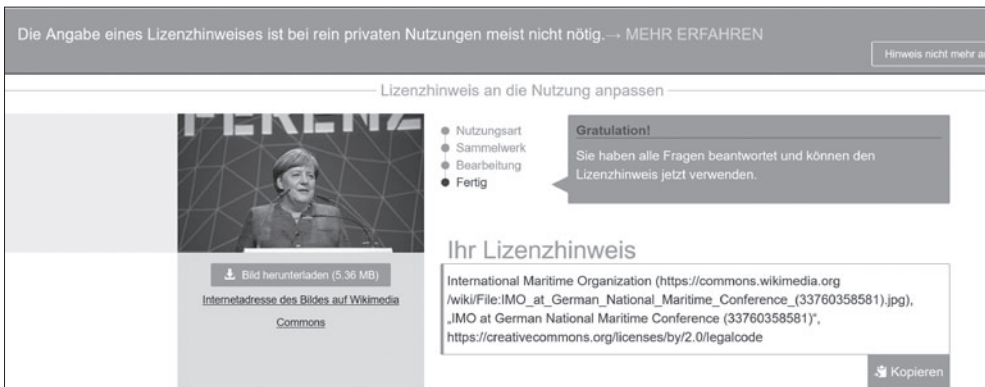 Die Angabe eines Lizenzhinweises ist bei rein privaten Nutzungen meist nicht nötig.→ MEHR ERFAHREN
Hinweis nicht mehr
Lizenzhinweis an die Nutzung anpassen
FERENZ
Nutzungsart
Sammelwerk
Bearbeitung
Fertig
Gratulation!
Sie haben alle Fragen beantwortet und können den
Lizenzhinweis jetzt verwenden.
Bild herunterladen (5.36 MB)
Internetadresse des Bildes auf Wikimedia
Commons
Ihr Lizenzhinweis
International Maritime Organization (https://commons.wikimedia.org
/wiki/File:IMO_at_German_National_Maritime_Conference_(33760358581).jpg),
„IMO at German National Maritime Conference (33760358581)“,
https://creativecommons.org/licenses/by/2.0/legalcode
Kopieren